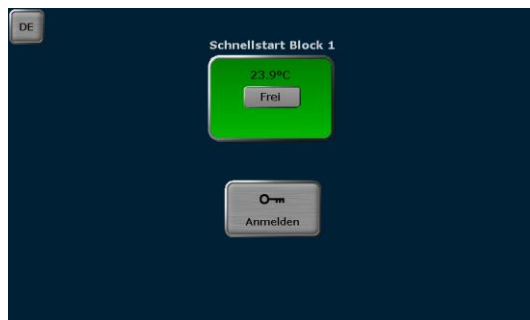 DE
Schnellstart Block 1
23.9°C
Frei
Anmelden